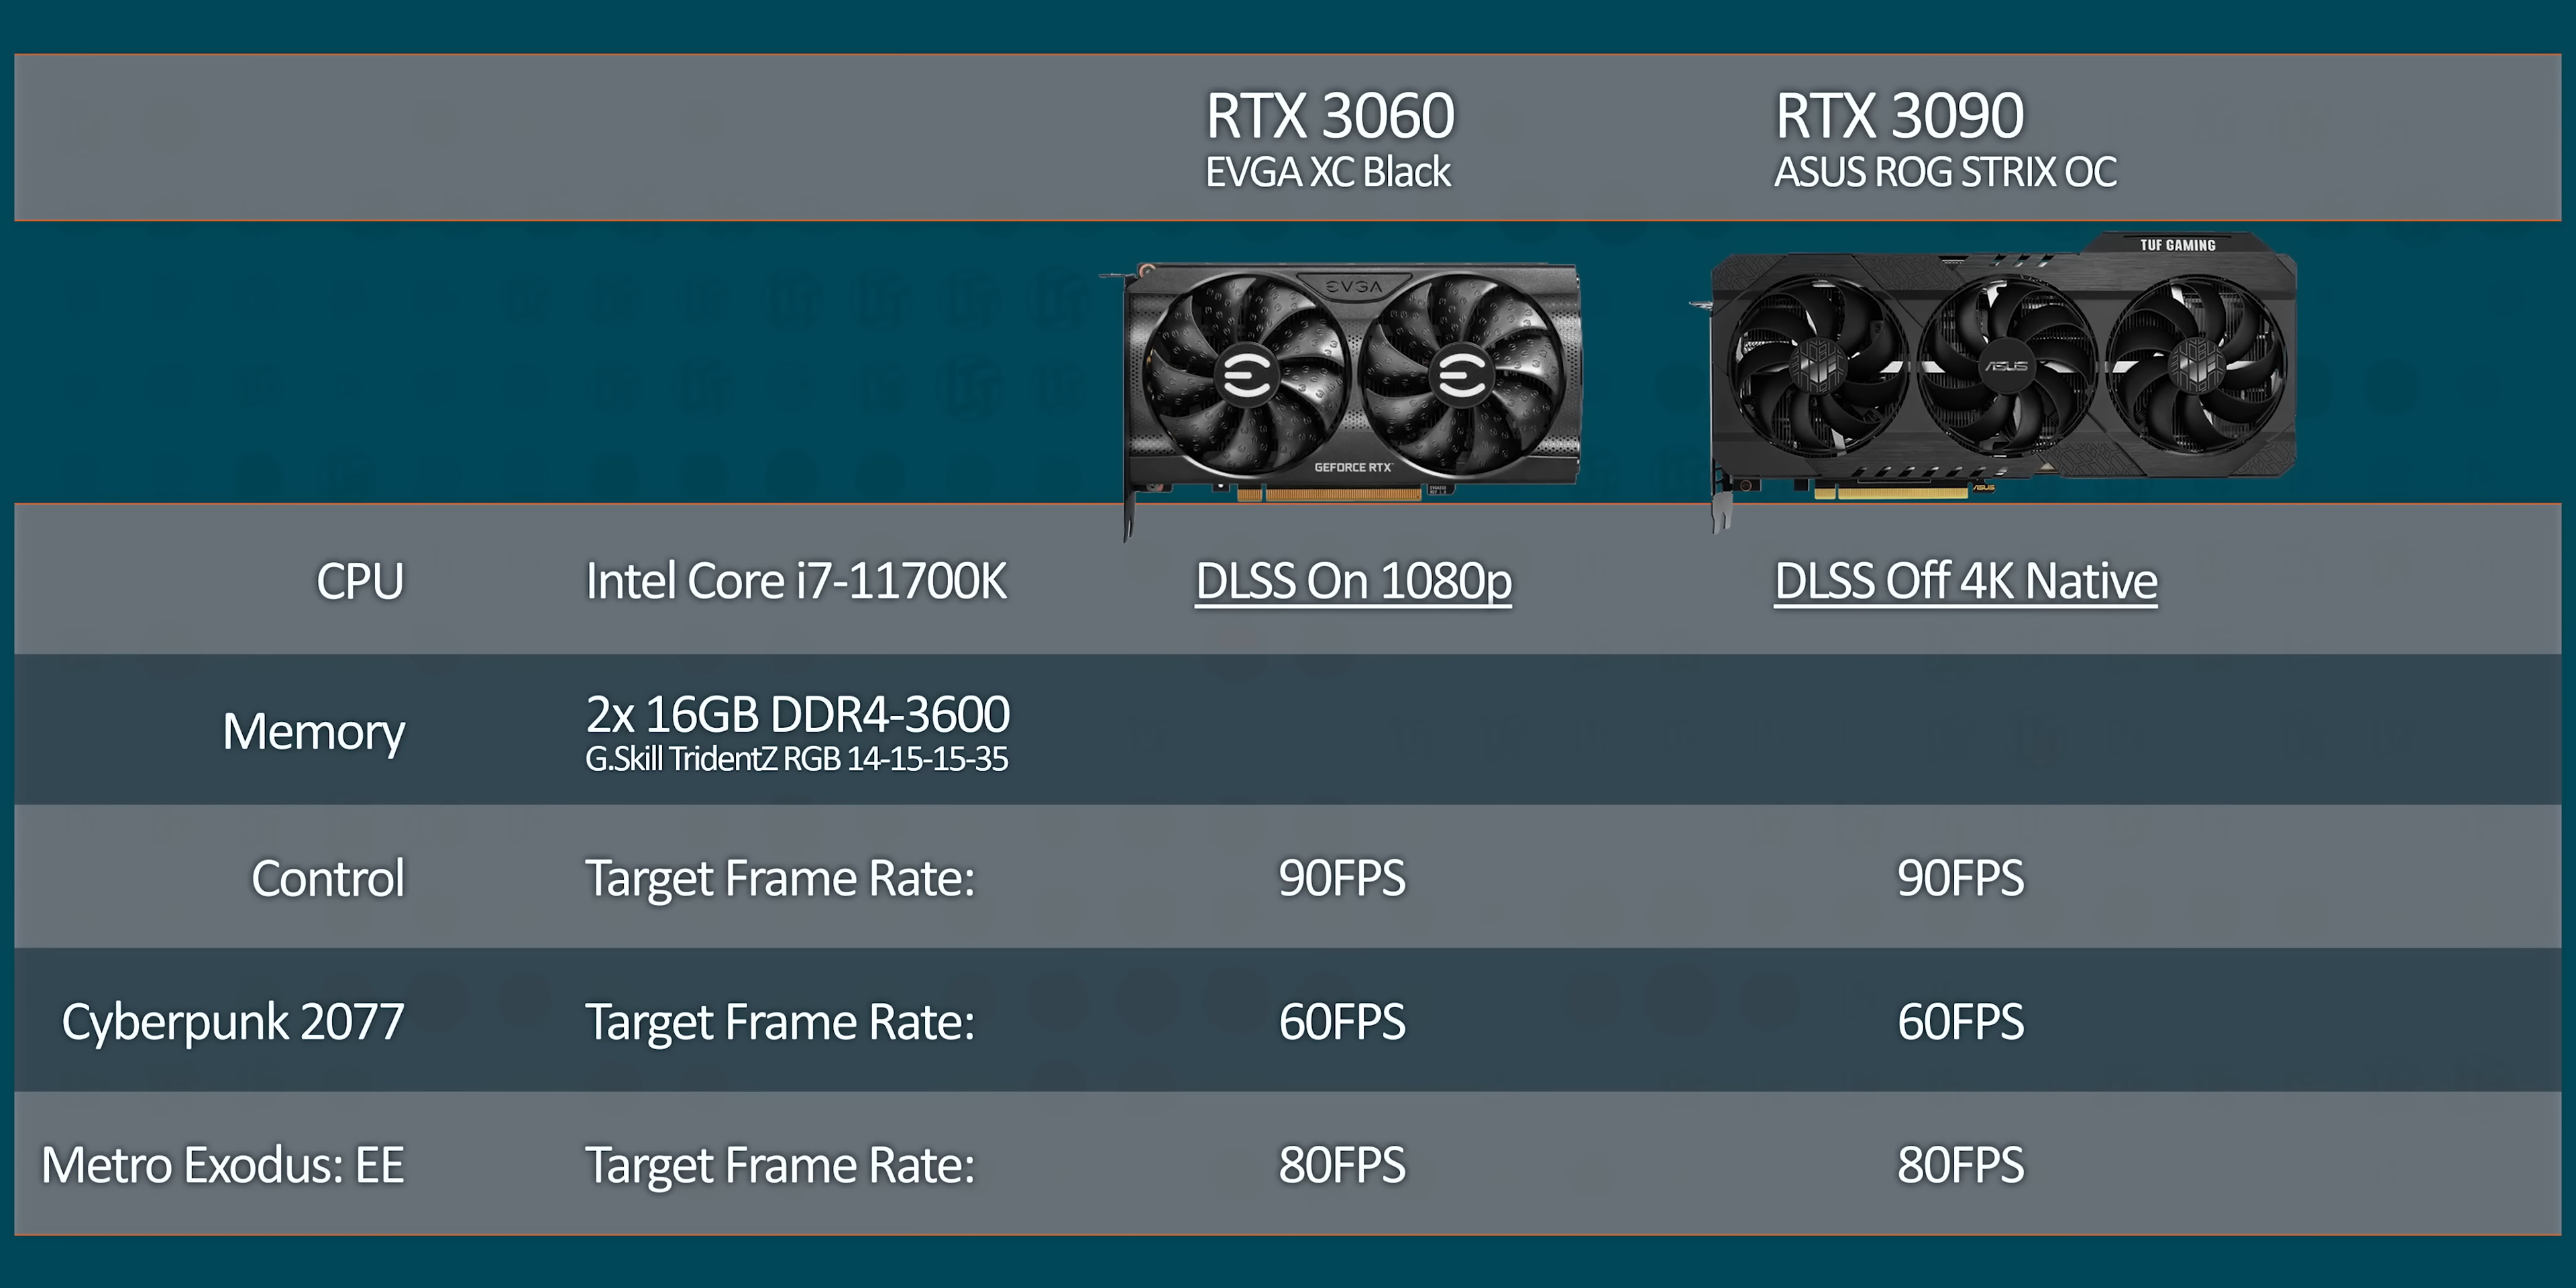 RTX 3060
EVGA XC Black
RTX 3090
ASUS ROG STRIX OC
EVGA
GEFORCE RTX
TUF GAMING
ASUS
ASUS
CPU
Intel Core i7-11700K
DLSS On 1080p
DLSS Off 4K Native
Memory
2x 16GB DDR4-3600
G.Skill TridentZ RGB 14-15-15-35
Control
Target Frame Rate:
90FPS
90FPS
Cyberpunk 2077
Target Frame Rate:
60FPS
60FPS
Metro Exodus: EE
Target Frame Rate:
80FPS
80FPS